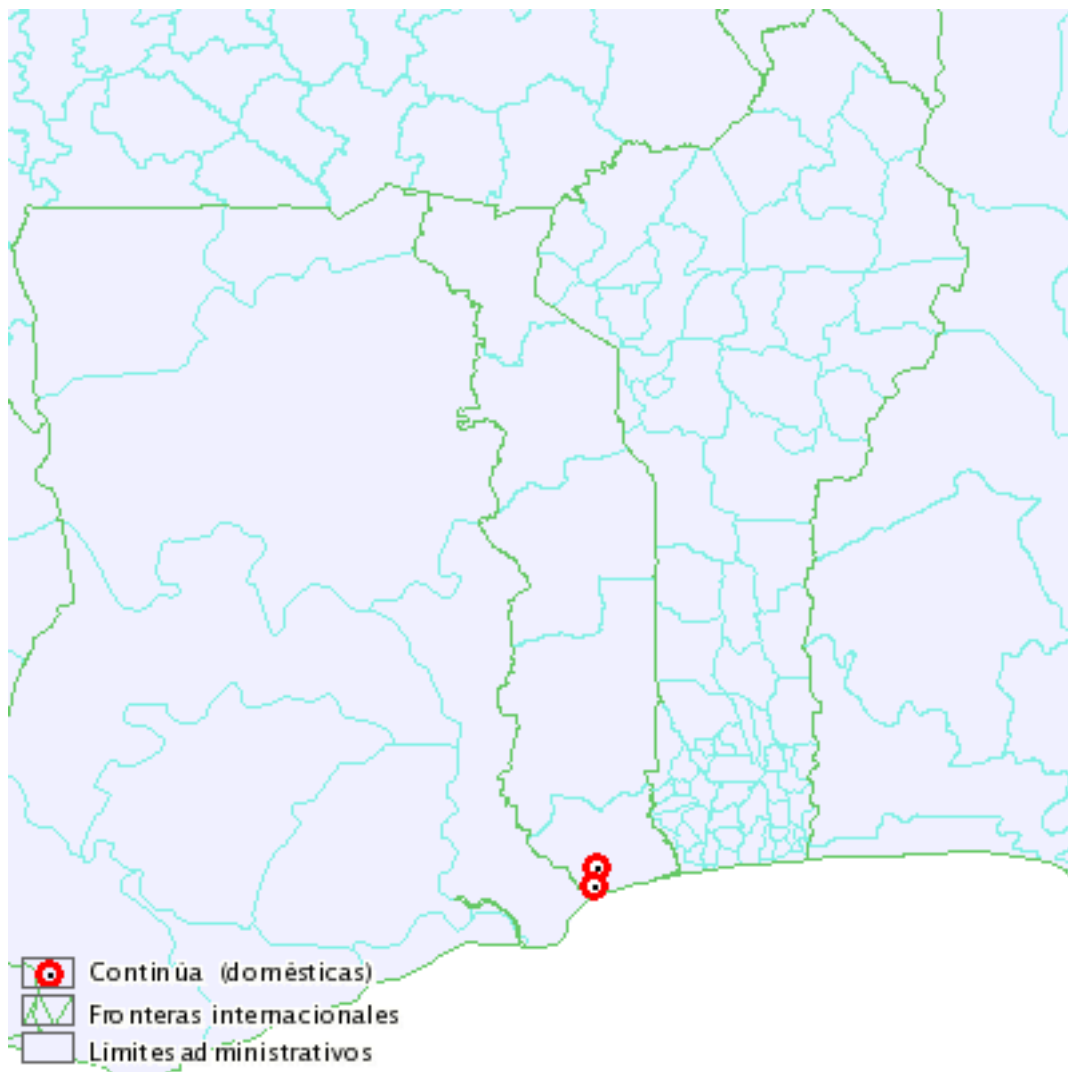 Continúa (domésticas)
Fronteras internacionales
Límites administrativos